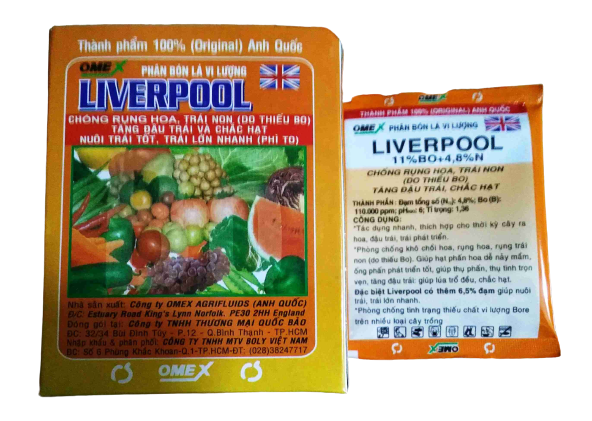 Thành phẩm 100% (Original) Anh Quốc
OMEX
PHÂN BÓN LÁ VI LƯỢNG
LIVERPOOL
CHỐNG RỤNG HOA, TRÁI NON (DO THIẾU BO)
TĂNG ĐẬU TRÁI VÀ CHẮC HẠT
NUÔI TRÁI TỐT, TRÁI LỚN NHANH (PHÌ TO)
Nhà sản xuất: Công ty OMEX AGRIFLUIDS (ANH QUỐC)
Đ/C: Estuary Road King's Lynn Norfolk. PE30 2HH England
Đóng gói tại: Công ty TNHH THƯƠNG MẠI QUỐC BẢO
ĐC: 32/34 Bùi Đình Túy - P.12 - Q.Bình Thạnh - TP.HCM
Nhập khẩu & phân phối: CÔNG TY TNHH MTV BOLY VIỆT NAM
ĐC: Số 6 Phùng Khắc Khoan-Q.1-TP.HCM-ĐT: (028)38247717
OMEX
THÀNH PHẨM 100% (ORIGINAL) ANH QUỐC
OMEX PHÂN BÓN LÁ VI LƯỢNG
LIVERPOOL
11%BO+4,8%N
CHỐNG RỤNG HOA, TRÁI NON
(DO THIẾU BO)
TĂNG ĐẬU TRÁI, CHẮC HẠT
THÀNH PHẦN: Đạm tổng số 4,8%; Bo (B):
110.000 ppm; 6; Tỉ trọng: 1,36
CÔNG DỤNG:
*Tác dụng nhanh, thích hợp cho thời kỳ cây ra
hoa, đậu trái, trái phát triển.
*Phòng chống khô chồi hoa, rụng hoa, rụng trái
non (do thiếu Bo). Giúp hạt phấn hoa dễ nảy mầm,
ống phấn phát triển tốt, giúp thụ phấn, thụ tinh trọn
vẹn, tăng đậu trái: giúp lúa trổ đều, chắc hạt.
Đặc biệt Liverpool có thêm 6,5% đạm giúp nuôi
trái, trái lớn nhanh.
*Phòng chống tình trạng thiếu chất vi lượng Bore
trên nhiều loại cây trồng
OMEX